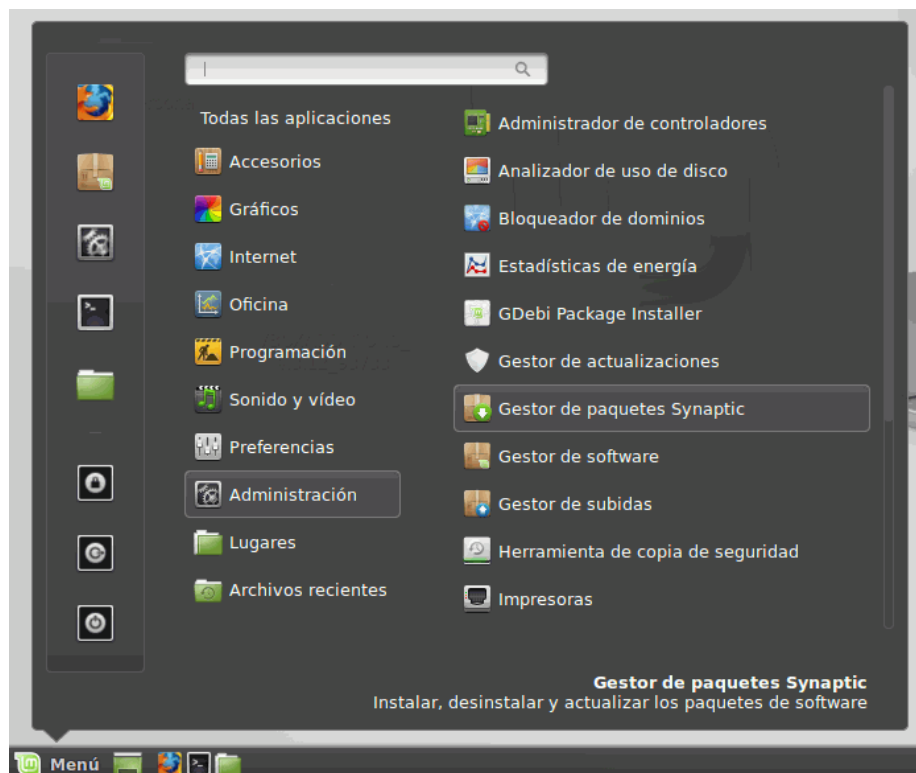 Todas las aplicaciones
Accesorios
Gráficos
Internet
Oficina
Programación
Sonido y vídeo
Preferencias
Administración
Lugares
Archivos recientes
Administrador de controladores
Analizador de uso de disco
Bloqueador de dominios
Estadísticas de energía
GDebi Package Installer
Gestor de actualizaciones
Gestor de paquetes Synaptic
Gestor de software
Gestor de subidas
Herramienta de copia de seguridad
Impresoras
Gestor de paquetes Synaptic
Instalar, desinstalar y actualizar los paquetes de software
Menú